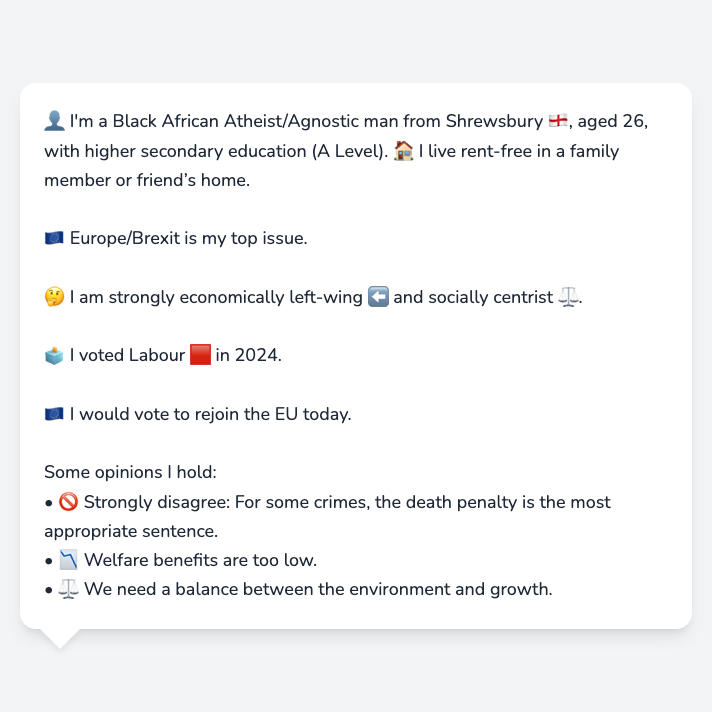 👤 I'm a Black African Atheist/Agnostic man from Shrewsbury 🏴󠁧󠁢󠁥󠁮󠁧󠁿, aged 26,
with higher secondary education (A Level). 🏠 I live rent-free in a family
member or friend’s home.
🇪🇺 Europe/Brexit is my top issue.
🤔 I am strongly economically left-wing ⬅️ and socially centrist ⚖️.
🗳️ I voted Labour 🟥 in 2024.
🇪🇺 I would vote to rejoin the EU today.
Some opinions I hold:
• 🚫 Strongly disagree: For some crimes, the death penalty is the most
appropriate sentence.
• 📉 Welfare benefits are too low.
• ⚖️ We need a balance between the environment and growth.